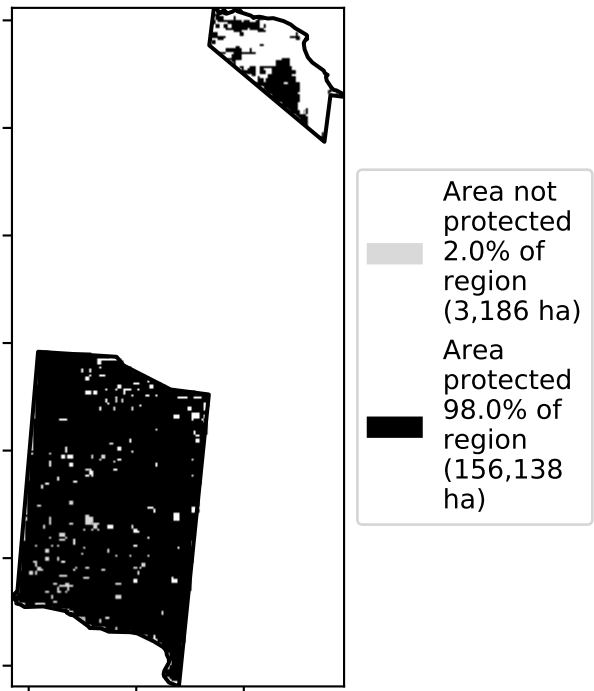 Area not
protected
2.0% of
region
(3,186 ha)
Area
protected
98.0% of
region
(156,138
ha)